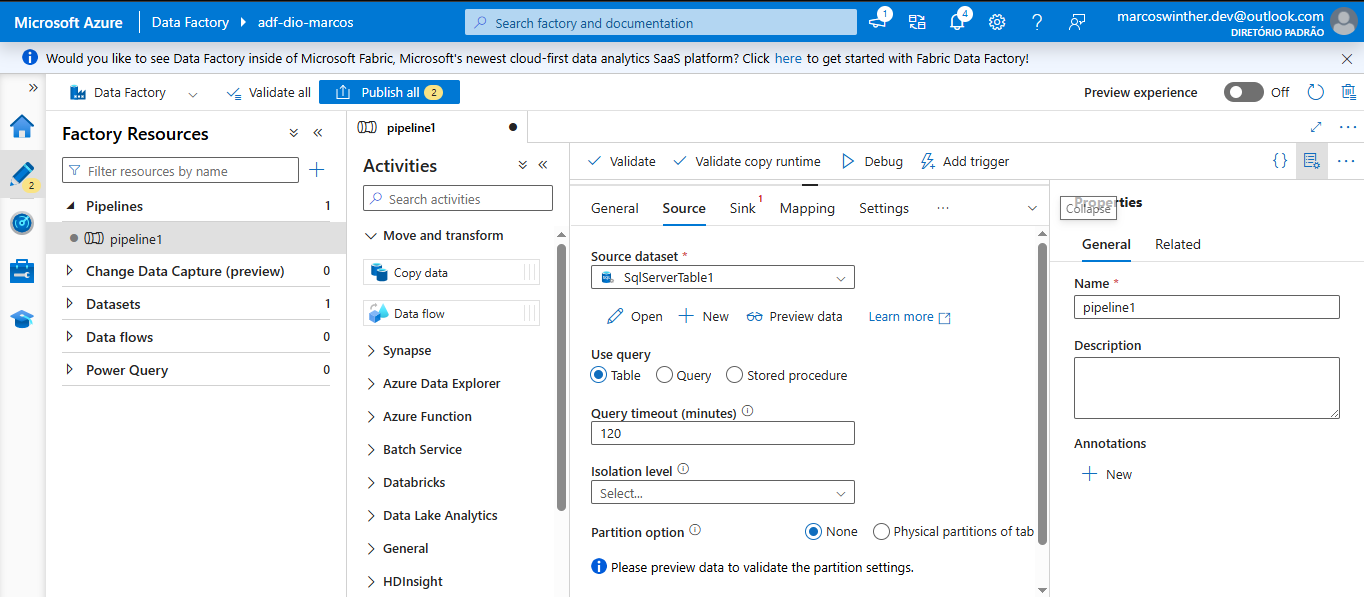 Microsoft Azure
Data Factory
adf-dio-marcos
Search factory and documentation
1
4
marcoswinther.dev@outlook.com
DIRETÓRIO PADRÃO
Would you like to see Data Factory inside of Microsoft Fabric, Microsoft's newest cloud-first data analytics SaaS platform? Click here to get started with Fabric Data Factory!
Data Factory
Validate all
Publish all 2
Preview experience
Off
2
Factory Resources
Filter resources by name
Pipelines 1
pipeline1
Change Data Capture (preview) 0
Datasets 1
Data flows 0
Power Query 0
pipeline1
Activities
Search activities
Move and transform
Copy data
Data flow
Synapse
Azure Data Explorer
Azure Function
Batch Service
Databricks
Data Lake Analytics
General
HDInsight
Validate
Validate copy runtime
Debug
Add trigger
{}
General
Source
Sink 1
Mapping
Settings
Source dataset *
SqlServerTable1
Open
New
Preview data
Learn more
Use query
Table
Query
Stored procedure
Query timeout (minutes)
120
Isolation level
Select...
Partition option
None
Physical partitions of tab
Please preview data to validate the partition settings.
Properties
Collapse
General
Related
Name *
pipeline1
Description
Annotations
New